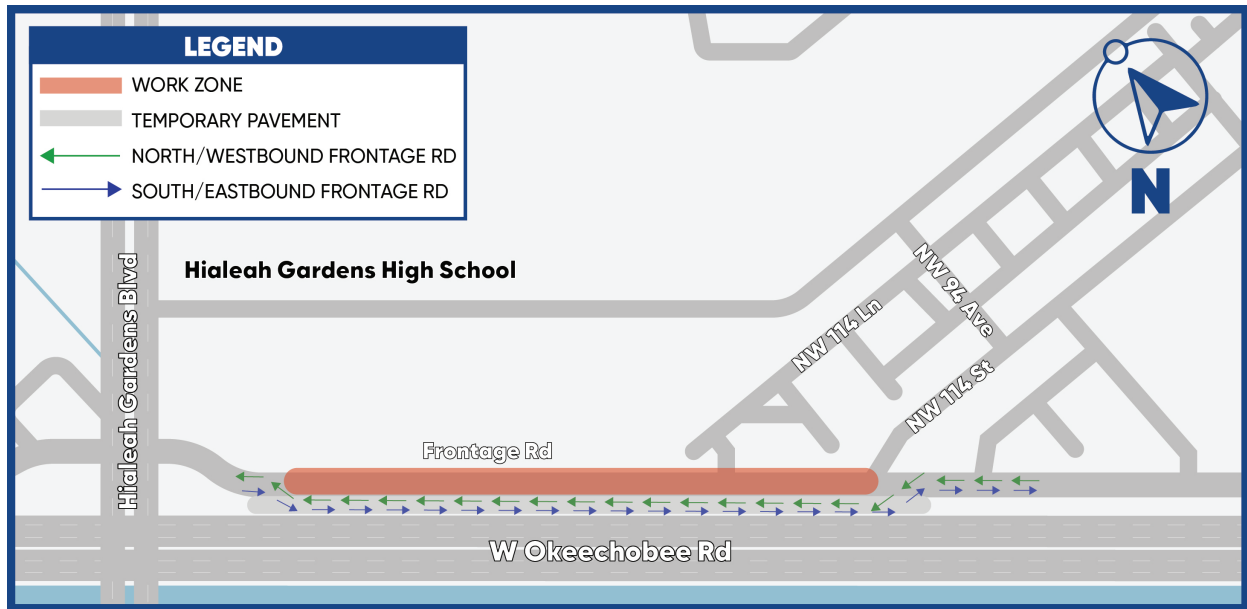 LEGEND
WORK ZONE
TEMPORARY PAVEMENT
NORTH/WESTBOUND FRONTAGE RD
SOUTH/EASTBOUND FRONTAGE RD
N
Hialeah Gardens Blvd
Hialeah Gardens High School
NW 94 Ave
NW 114 Ln
NW 114 St
Frontage Rd
W Okeechobee Rd